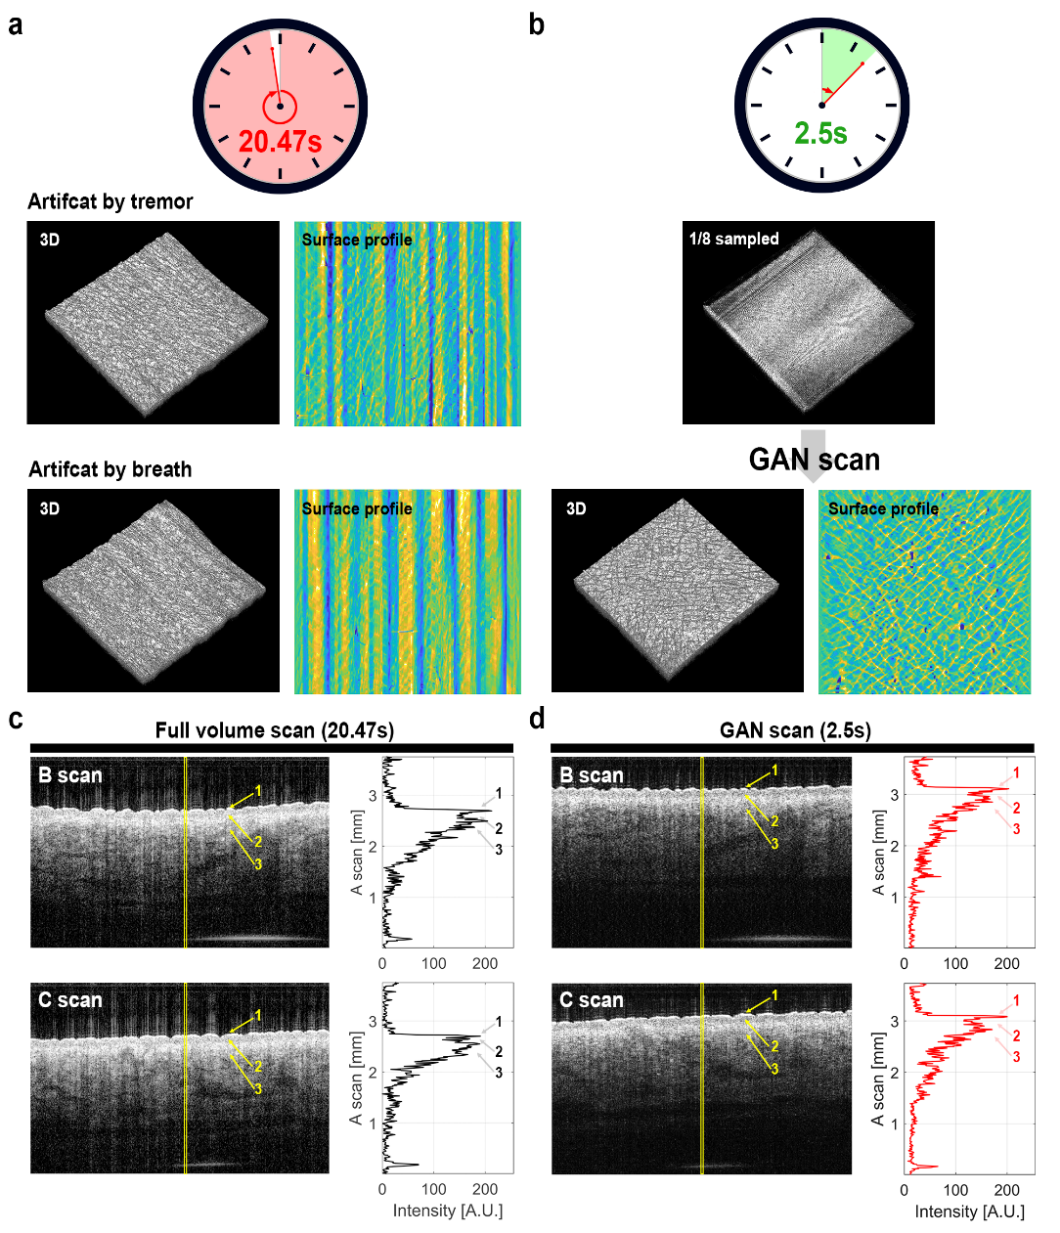 a
b
20.47s
2.5s
Artifcat by tremor
3D
Surface profile
1/8 sampled
GAN scan
Artifcat by breath
3D
Surface profile
3D
Surface profile
c
Full volume scan (20.47s)
d
GAN scan (2.5s)
B scan
1
2
3
A scan [mm]
3
2
1
1
2
3
0
100
200
B scan
1
2
3
A scan [mm]
3
2
1
1
2
3
0
100
200
C scan
1
2
3
A scan [mm]
3
2
1
1
2
3
0
100
200
Intensity [A.U.]
C scan
1
2
3
A scan [mm]
3
2
1
1
2
3
0
100
200
Intensity [A.U.]